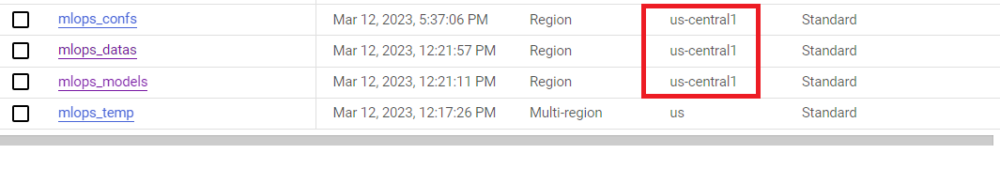 mlops_confs Mar 12, 2023, 5:37:06 PM Region us-central1 Standard
mlops_datas Mar 12, 2023, 12:21:57 PM Region us-central1 Standard
mlops_models Mar 12, 2023, 12:21:11 PM Region us-central1 Standard
mlops_temp Mar 12, 2023, 12:17:26 PM Multi-region us Standard